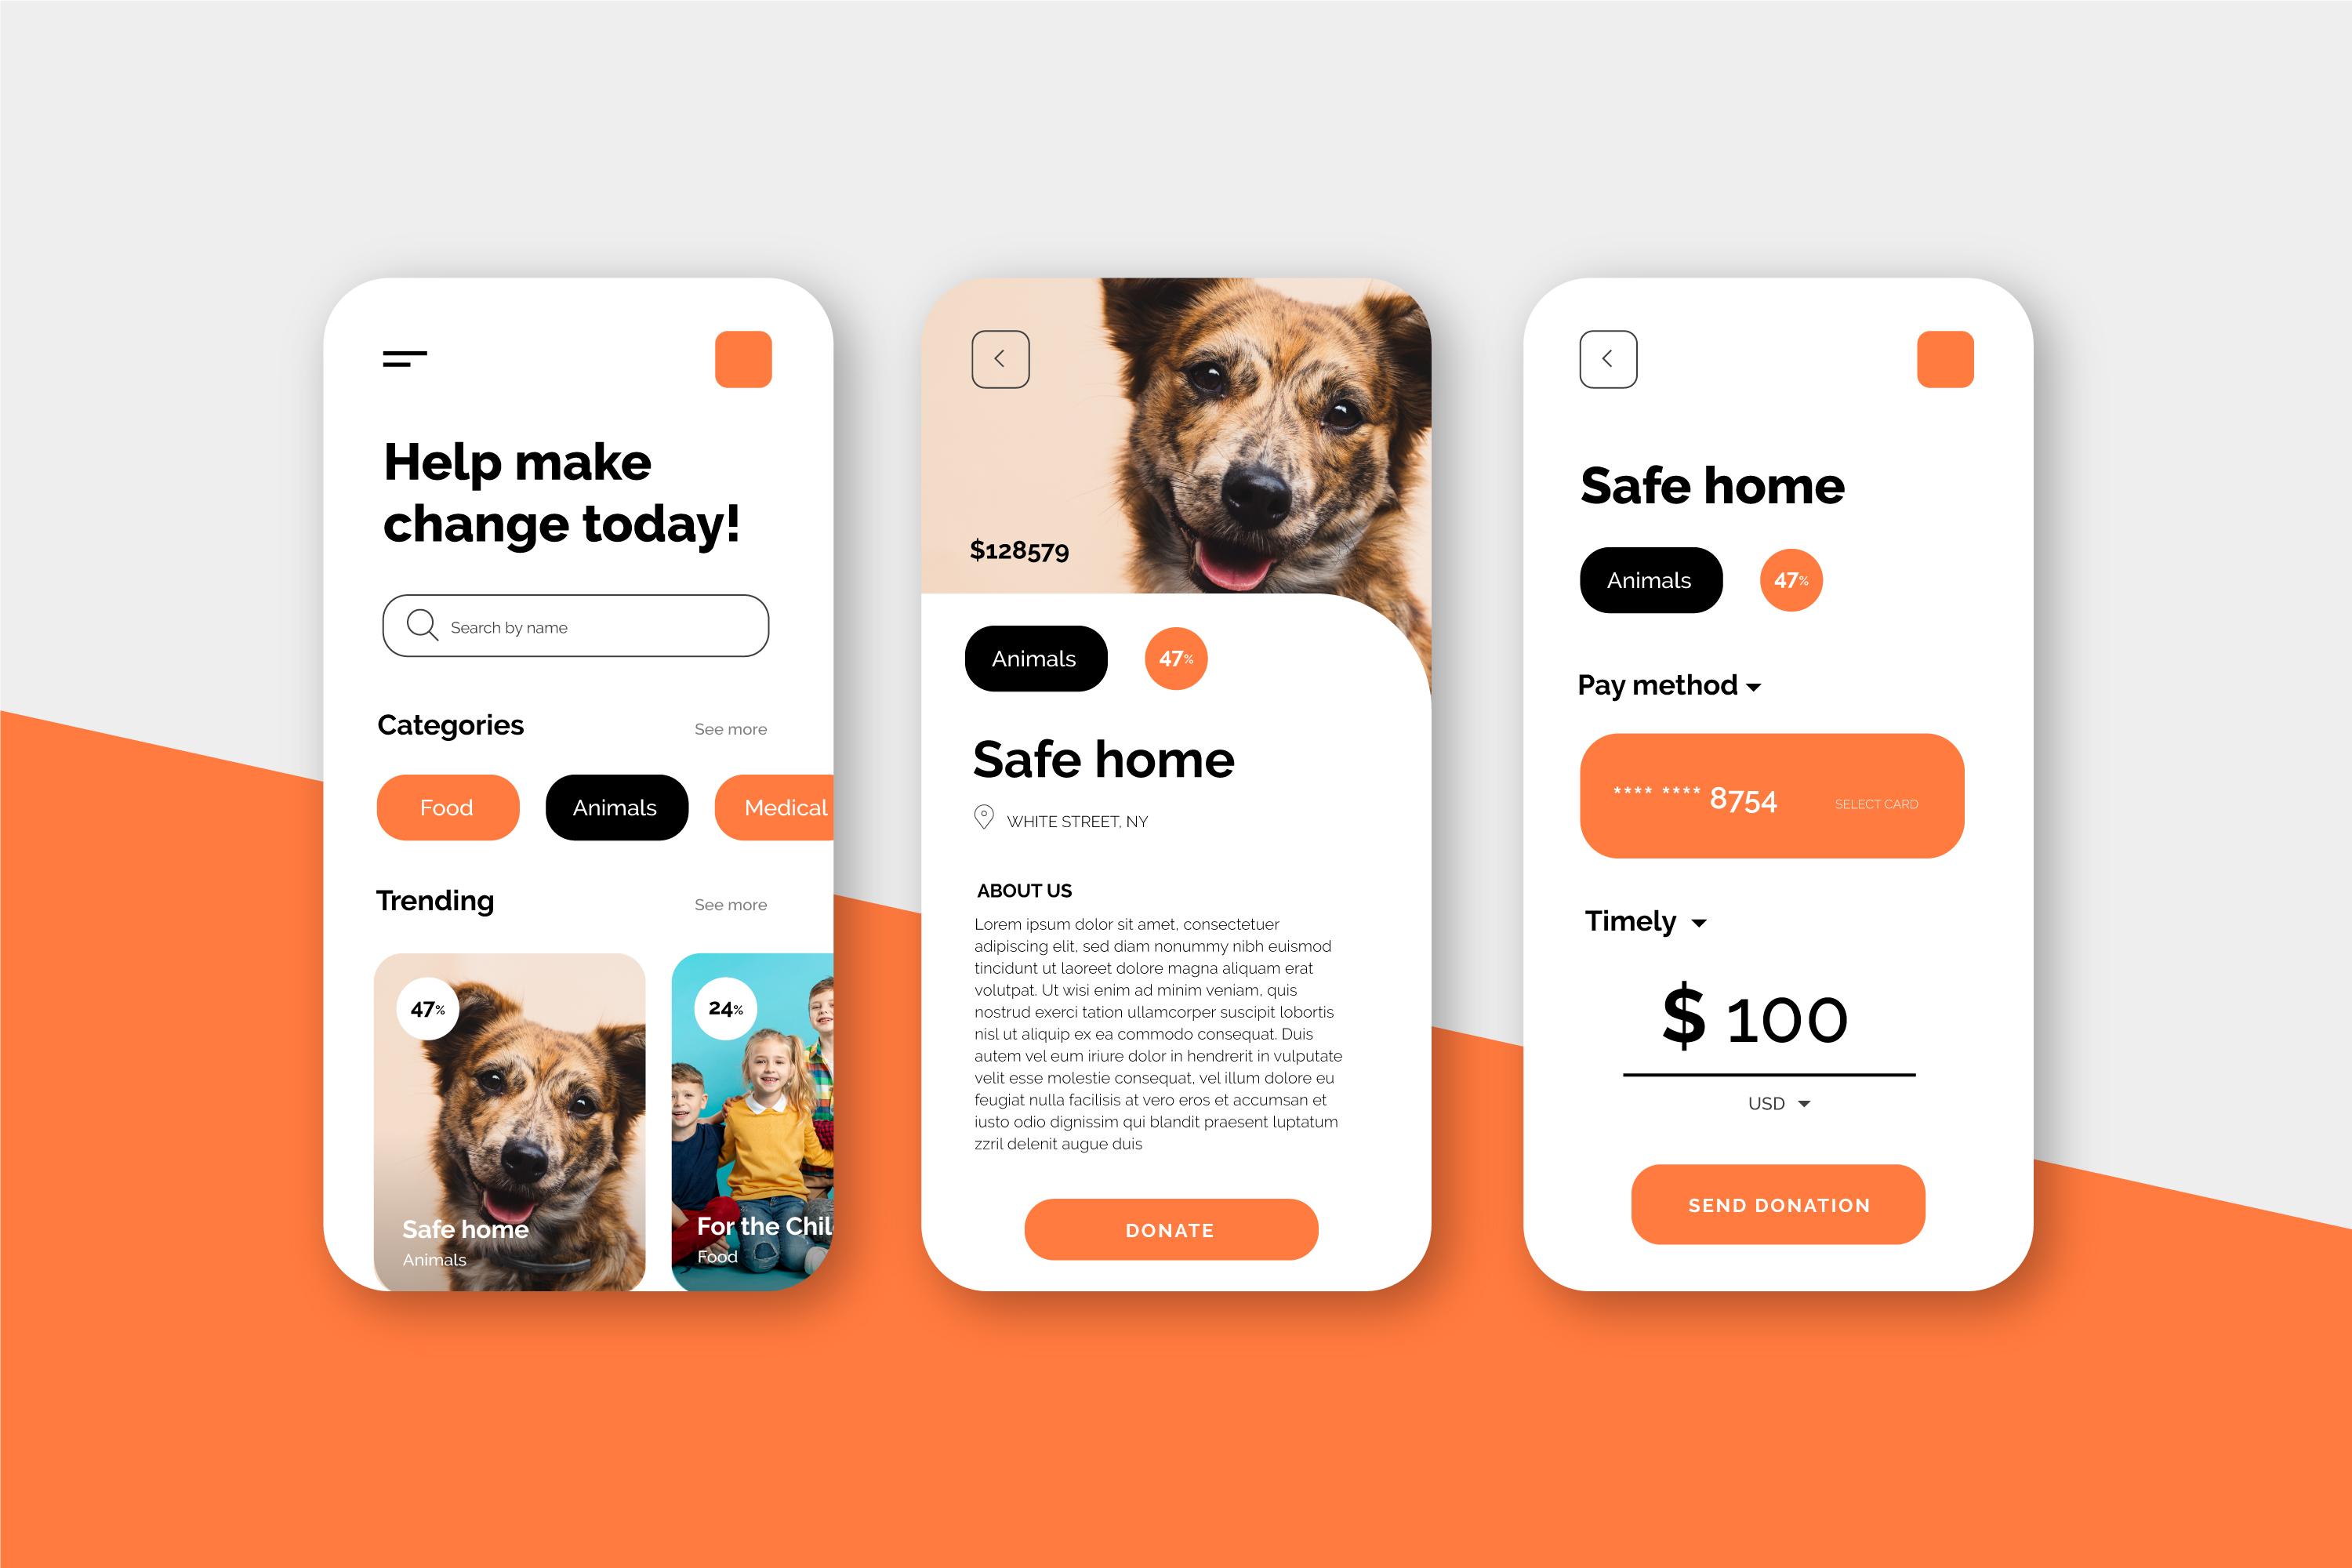 Help make
change today!
Search by name
Categories
See more
Food
Animals
Medical
Trending
See more
47%
24%
Safe home
Animals
For the Chil
Food
$128579
Animals
47%
Safe home
WHITE STREET, NY
ABOUT US
Lorem ipsum dolor sit amet, consectetuer
adipiscing elit, sed diam nonummy nibh euismod
tincidunt ut laoreet dolore magna aliquam erat
volutpat. Ut wisi enim ad minim veniam, quis
nostrud exerci tation ullamcorper suscipit lobortis
nisl ut aliquip ex ea commodo consequat. Duis
autem vel eum iriure dolor in hendrerit in vulputate
velit esse molestie consequat, vel illum dolore eu
feugiat nulla facilisis at vero eros et accumsan et
iusto odio dignissim qui blandit praesent luptatum
zzril delenit augue duis
DONATE
Safe home
Animals
47%
Pay method
**** **** 8754
SELECT CARD
Timely
$ 100
USD
SEND DONATION